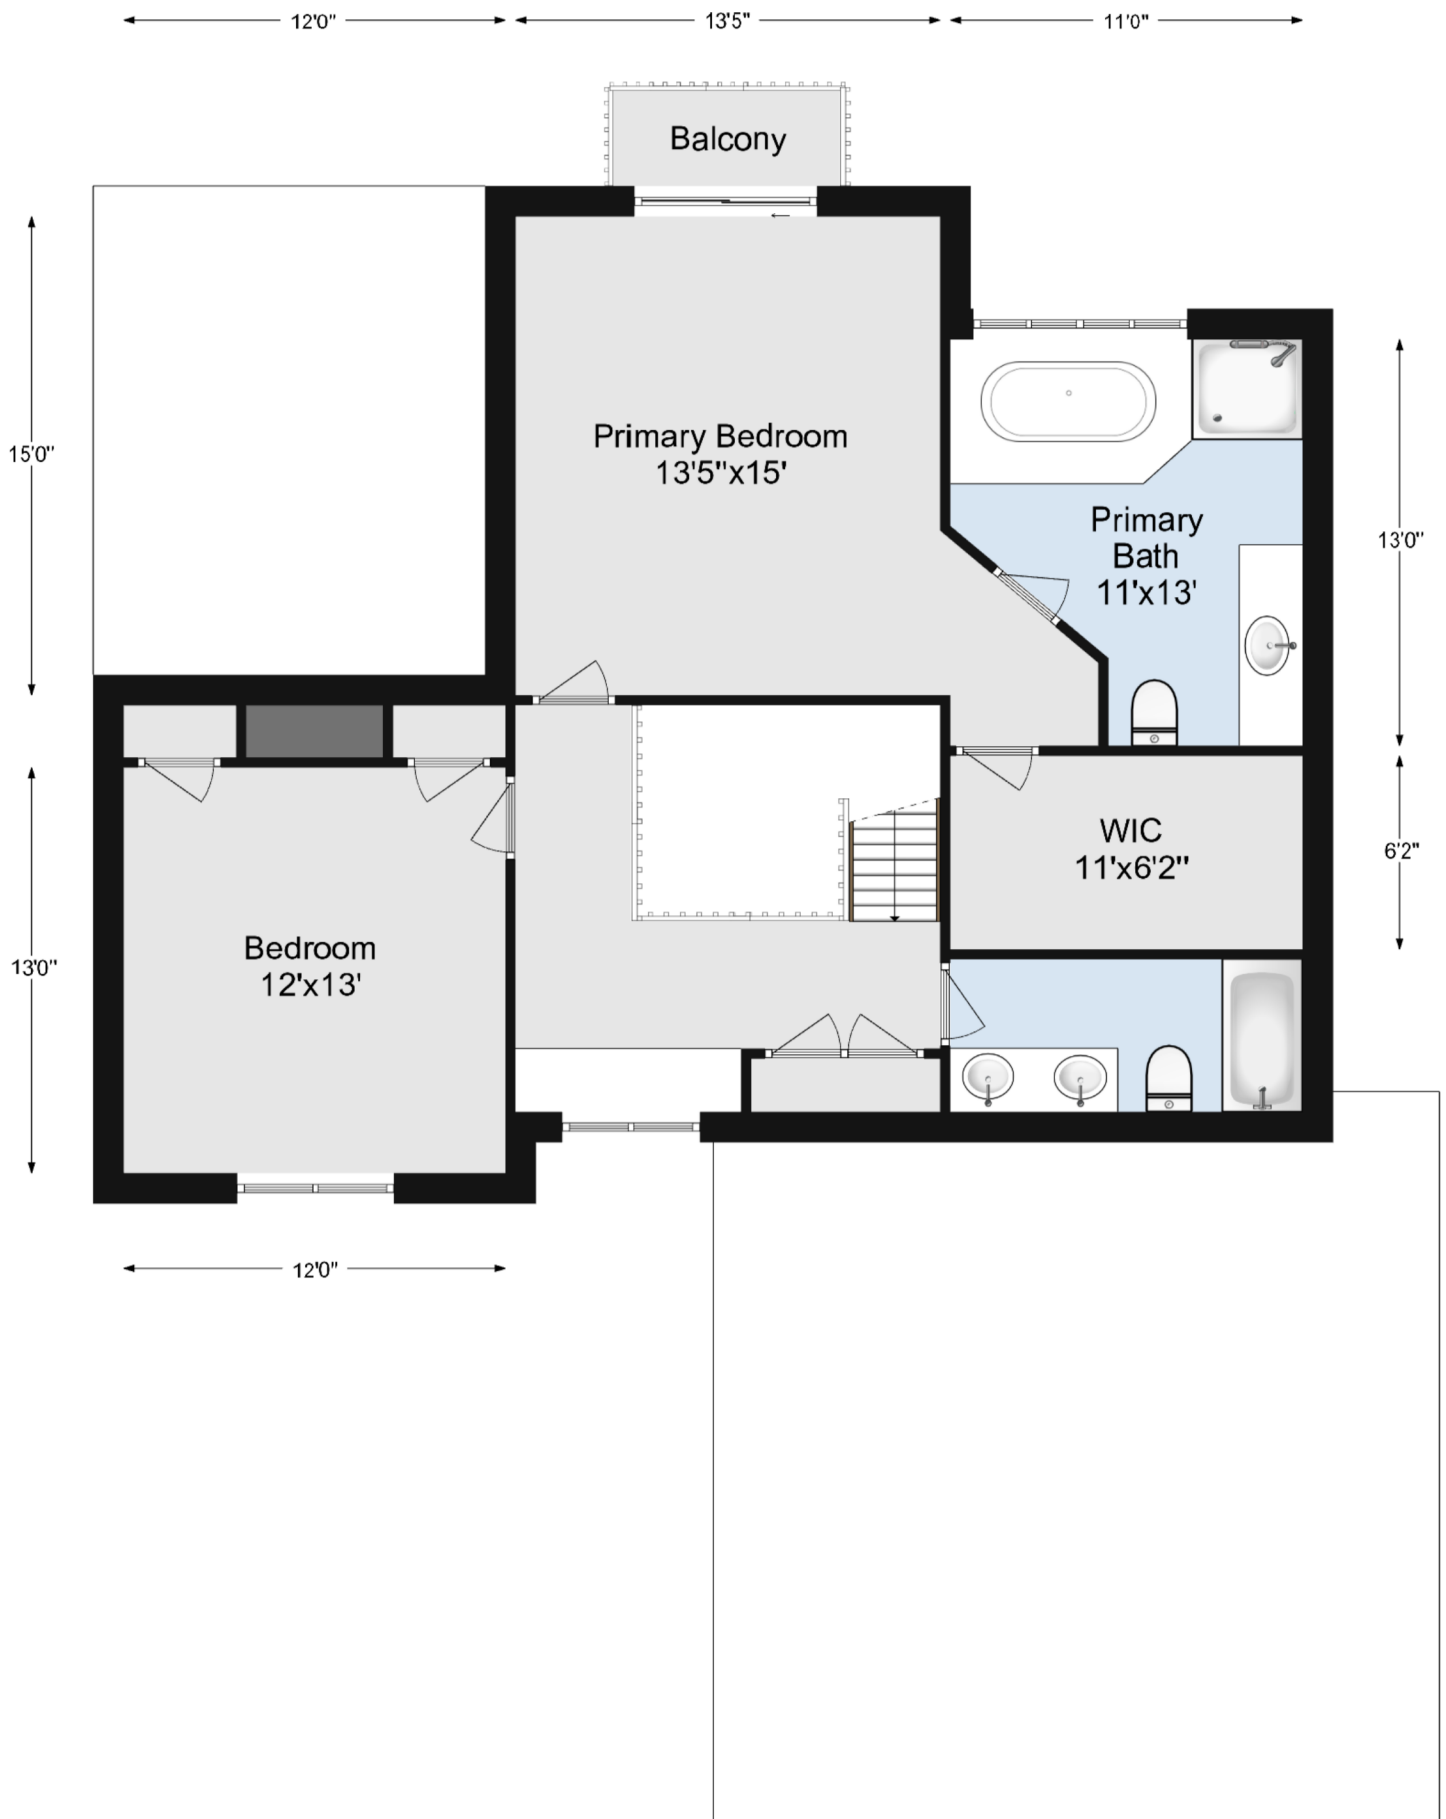 12'0"
13'5"
11'0"
Balcony
15'0"
Primary Bedroom
13'5"x15'
Primary
Bath
11'x13'
13'0"
WIC
11'x6'2"
6'2"
Bedroom
12'x13'
13'0"
12'0"